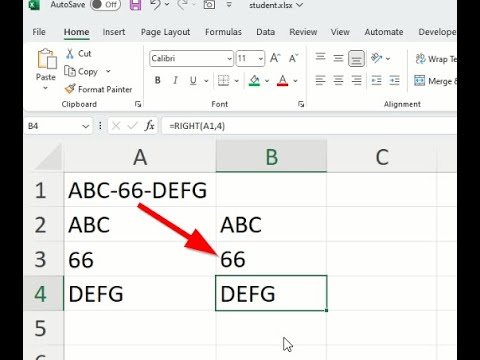 AutoSave Off student.xlsx
File Home Insert Page Layout Formulas Data Review View
Cut
Copy
Format Painter
Paste
Clipboard
Calibri 11 A A
B I U A
Font
Wrap Te
Merge
Alignment
B4 fx =RIGHT(A1,4)
A B C
1 ABC-66-DEFG
2 ABC ABC
3 66 66
4 DEFG DEFG
5
6